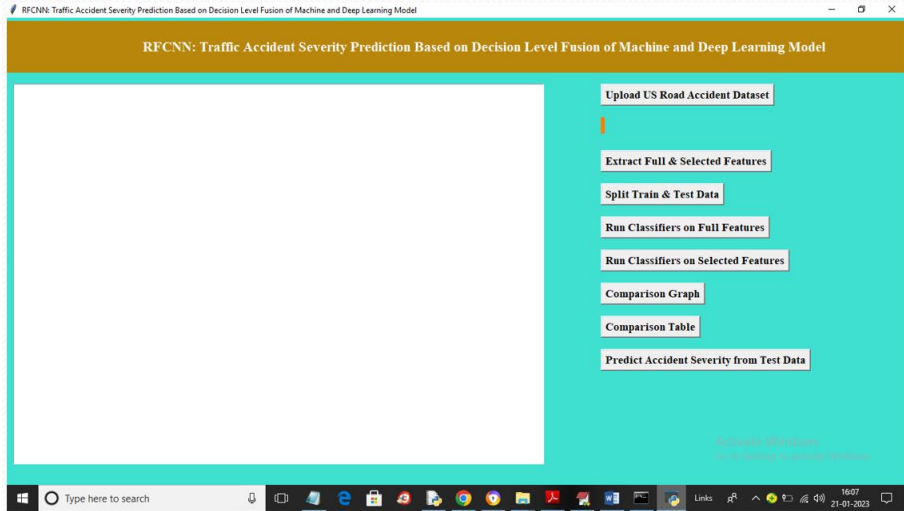 RFCNN: Traffic Accident Severity Prediction Based on Decision Level Fusion of Machine and Deep Learning Model
RFCNN: Traffic Accident Severity Prediction Based on Decision Level Fusion of Machine and Deep Learning Model
Upload US Road Accident Dataset
Extract Full & Selected Features
Split Train & Test Data
Run Classifiers on Full Features
Run Classifiers on Selected Features
Comparison Graph
Comparison Table
Predict Accident Severity from Test Data
Activate Windows
Type here to search
Links
16:07
21-01-2023